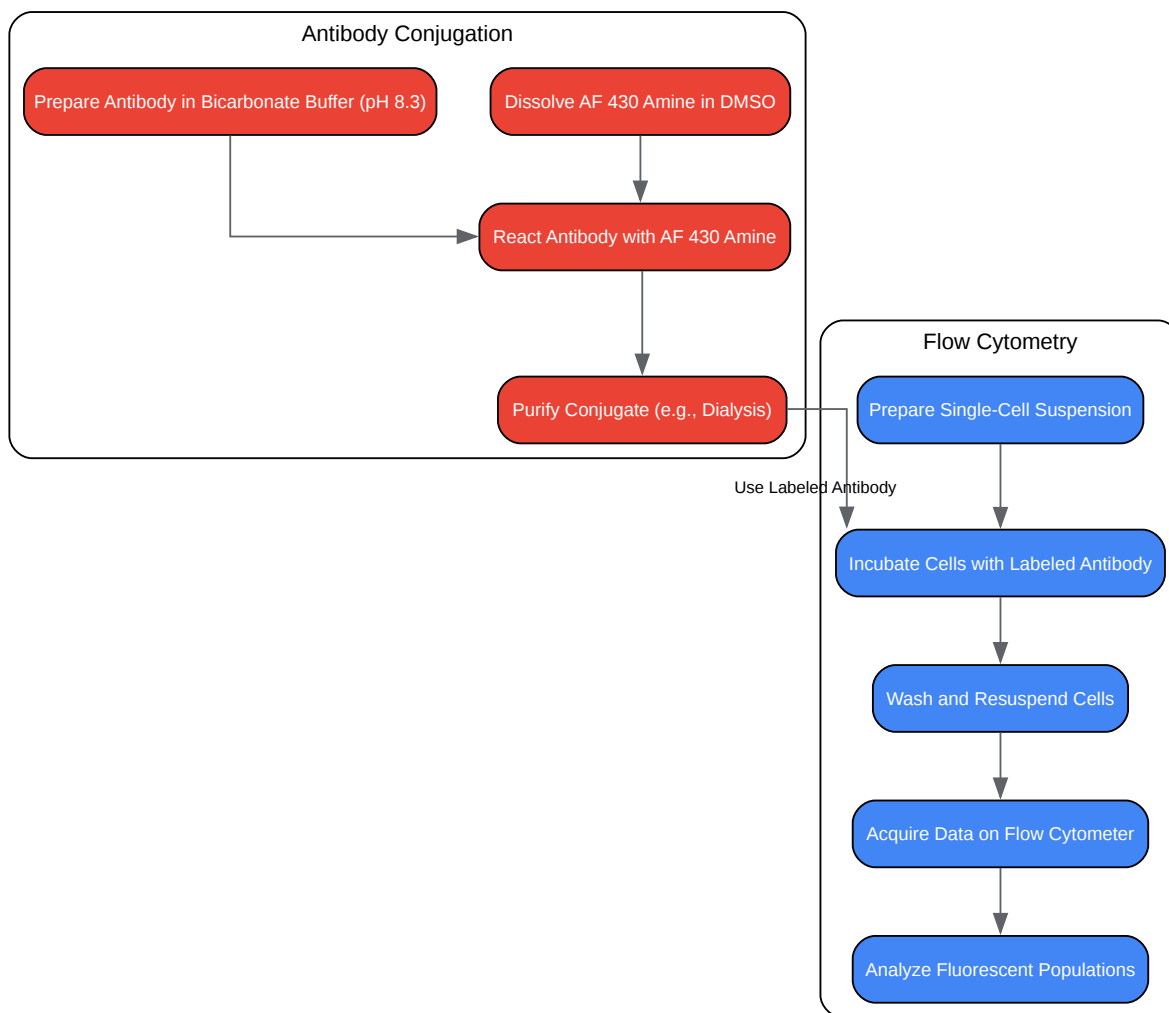 Antibody Conjugation
Prepare Antibody in Bicarbonate Buffer (pH 8.3)
Dissolve AF 430 Amine in DMSO
React Antibody with AF 430 Amine
Purify Conjugate (e.g., Dialysis)
Use Labeled Antibody
Flow Cytometry
Prepare Single-Cell Suspension
Incubate Cells with Labeled Antibody
Wash and Resuspend Cells
Acquire Data on Flow Cytometer
Analyze Fluorescent Populations